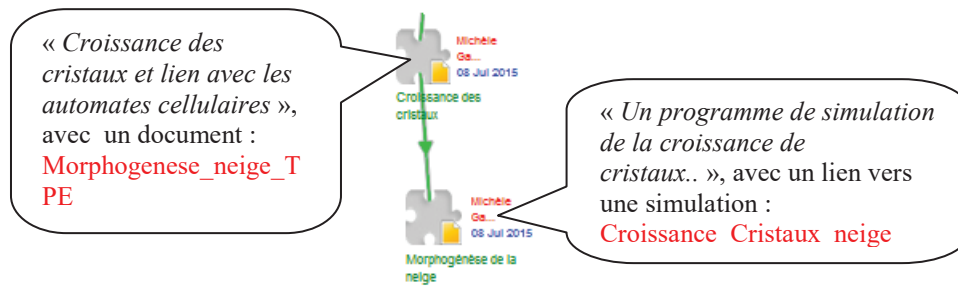 « Croissance des
cristaux et lien avec les
automates cellulaires »,
avec un document :
Morphogenese_neige_T
PE
Michèle
Ga...
08 Jul 2015
Croissance des
cristaux
« Un programme de simulation
de la croissance de
cristaux.. », avec un lien vers
une simulation :
Croissance Cristaux neige
Michèle
Ga...
08 Jul 2015
Morphogénèse de la
neige